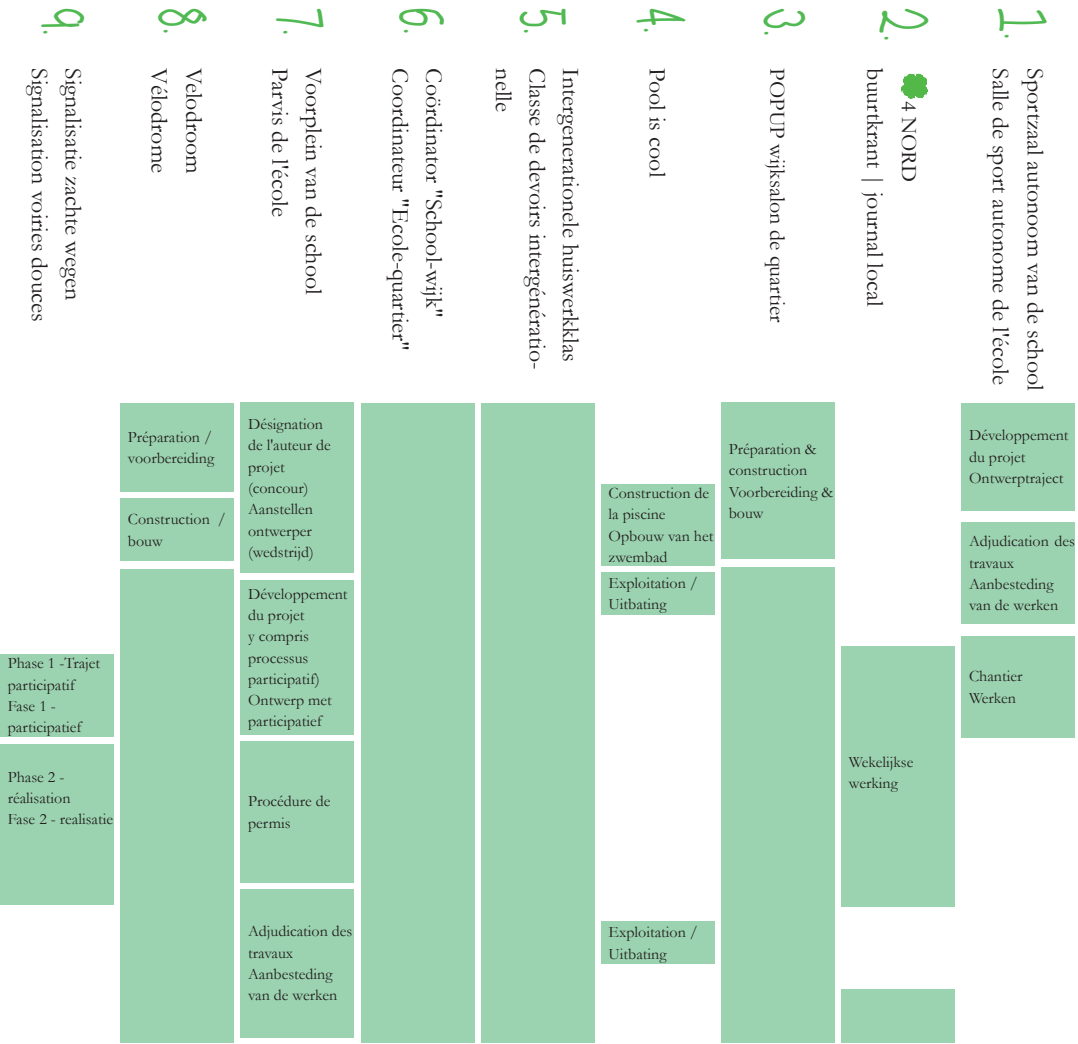 1.
Sportzaal autonoom van de school
Salle de sport autonome de l'école
Développement
du projet
Ontwerptraject
Adjudication des
travaux
Aanbesteding
van de werken
Chantier
Werken
2.
4 NORD
buurtkrant | journal local
Wekelijkse
werking
3.
POPUP wijksalon de quartier
Préparation &
construction
Voorbereiding &
bouw
4.
Pool is cool
Construction de
la piscine
Opbouw van het
zwembad
Exploitation /
Uitbating
Exploitation /
Uitbating
5.
Intergenerationele huiswerkklas
Classe de devoirs intergénératio-
nelle
6.
Coördinator "School-wijk"
Coordinateur "Ecole-quartier"
7.
Voorplein van de school
Parvis de l'école
Désignation
de l'auteur de
projet
(concour)
Aanstellen
ontwerper
(wedstrijd)
Développement
du projet
y compris
processus
participatif)
Ontwerp met
participatief
Procédure de
permis
Adjudication des
travaux
Aanbesteding
van de werken
8.
Velodroom
Vélodrome
Préparation /
voorbereiding
Construction /
bouw
9.
Signalisatie zachte wegen
Signalisation voiries douces
Phase 1 -Trajet
participatif
Fase 1 -
participatief
Phase 2 -
réalisation
Fase 2 - realisatie